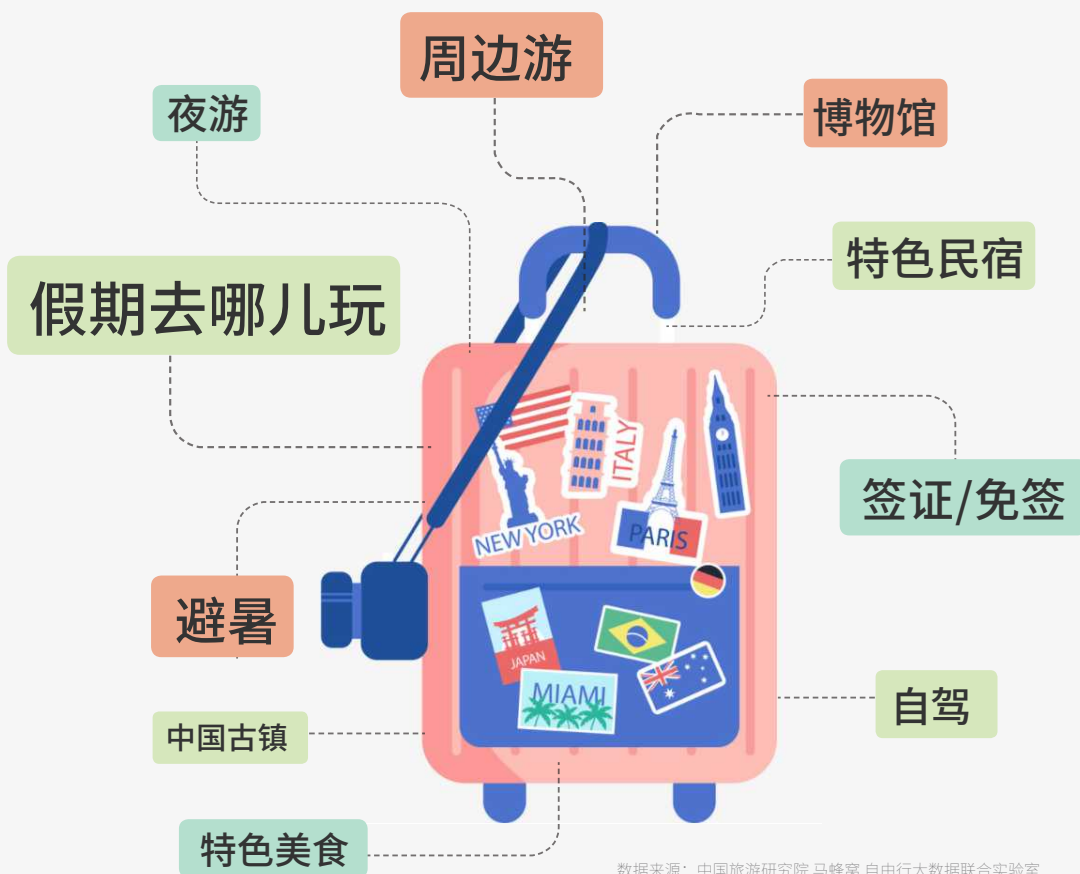 周边游
夜游
博物馆
特色民宿
假期去哪儿玩
ITALY
签证/免签
NEW YORK
PARIS
避暑
JAPAN
MIAMI
自驾
中国古镇
特色美食
数据来源：中国旅游研究院 马蜂窝 自由行大数据联合实验室